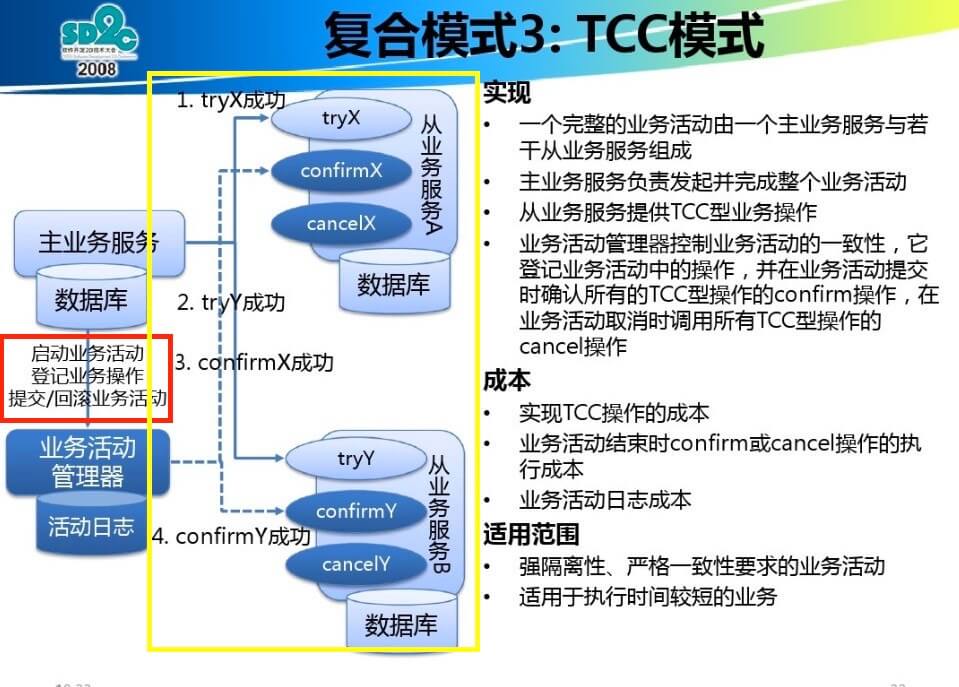 复合模式3: TCC模式
SD2C
2008
1. tryX成功
tryX
confirmX
cancelX
从业务服务A
数据库
主业务服务
数据库
2. tryY成功
启动业务活动
登记业务操作
提交/回滚业务活动
3. confirmX成功
业务活动
管理器
活动日志
tryY
confirmY
cancelY
从业务服务B
数据库
4. confirmY成功
实现
• 一个完整的业务活动由一个主业务服务与若
干从业务服务组成
• 主业务服务负责发起并完成整个业务活动
• 从业务服务提供TCC型业务操作
• 业务活动管理器控制业务活动的一致性，它
登记业务活动中的操作，并在业务活动提交
时确认所有的TCC型操作的confirm操作，在
业务活动取消时调用所有TCC型操作的
cancel操作
成本
• 实现TCC操作的成本
• 业务活动结束时confirm或cancel操作的执
行成本
• 业务活动日志成本
适用范围
• 强隔离性、严格一致性要求的业务活动
• 适用于执行时间较短的业务